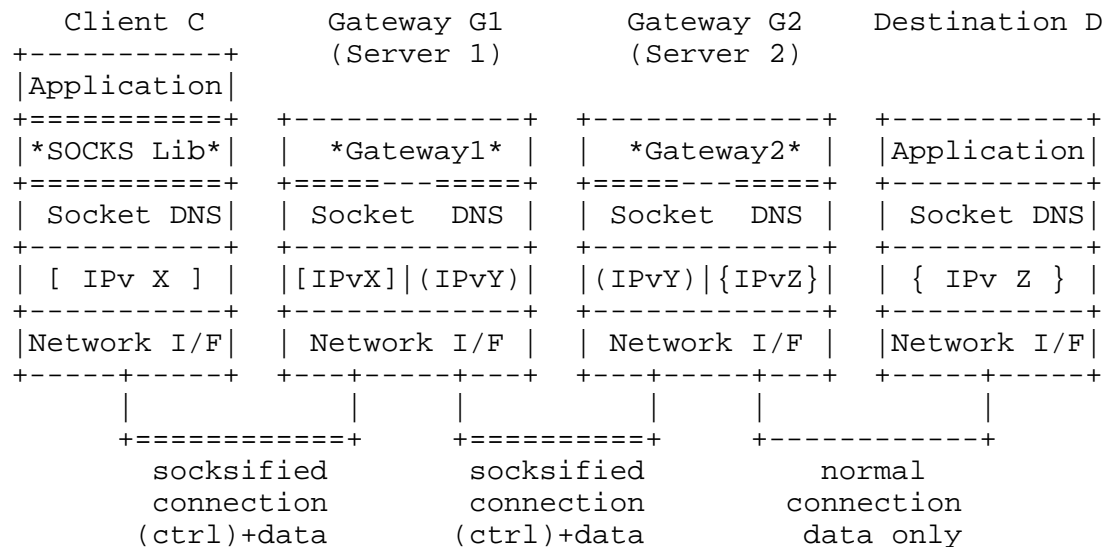 Client C       Gateway G1          Gateway G2      Destination D
+-----------+     (Server 1)          (Server 2)
|Application|
+===========+  +-------------+  +-------------+  +-----------+
|*SOCKS Lib*|  |  *Gateway1* |  |  *Gateway2* |  |Application|
+===========+  +=====---=====+  +=====---=====+  +-----------+
| Socket DNS|  | Socket  DNS |  | Socket  DNS |  | Socket DNS|
+-----------+  +-------------+  +-------------+  +-----------+
| [ IPv X ] |  |[IPvX]|(IPvY)|  |(IPvY)|{IPvZ}|  | { IPv Z } |
+-----------+  +-------------+  +-------------+  +-----------+
|Network I/F|  | Network I/F |  | Network I/F |  |Network I/F|
+-----+-----+  +---+-----+---+  +---+-----+---+  +-----+-----+
      |            |     |          |     |            |
      +============+     +==========+     +------------+
        socksified        socksified          normal
        connection        connection        connection
       (ctrl)+data       (ctrl)+data         data only